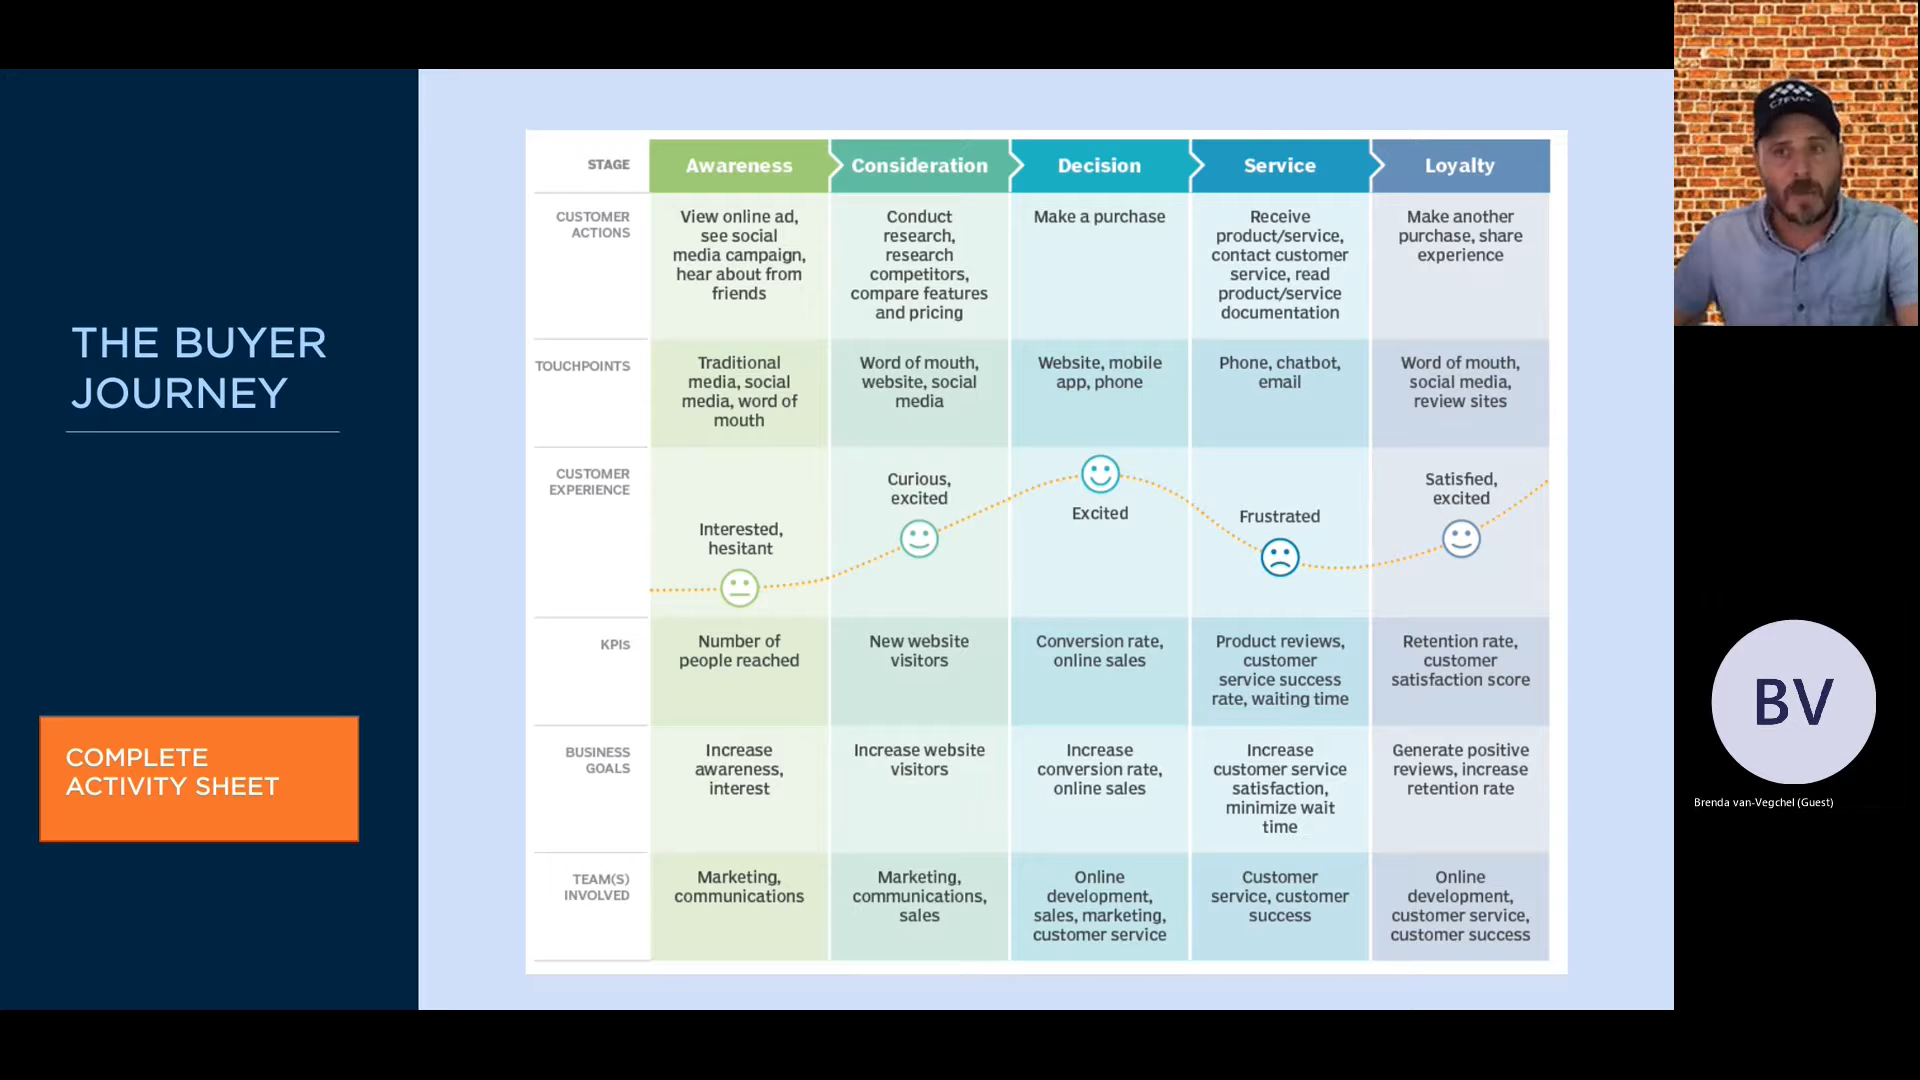 THE BUYER
JOURNEY
COMPLETE
ACTIVITY SHEET
STAGE
Awareness
Consideration
Decision
Service
Loyalty
CUSTOMER
ACTIONS
View online ad,
see social
media campaign,
hear about from
friends
Conduct
research,
research
competitors,
compare features
and pricing
Make a purchase
Receive
product/service,
contact customer
service, read
product/service
documentation
Make another
purchase, share
experience
TOUCHPOINTS
Traditional
media, social
media, word of
mouth
Word of mouth,
website, social
media
Website, mobile
app, phone
Phone, chatbot,
email
Word of mouth,
social media,
review sites
CUSTOMER
EXPERIENCE
Interested,
hesitant
Curious,
excited
Excited
Frustrated
Satisfied,
excited
KPIs
Number of
people reached
New website
visitors
Conversion rate,
online sales
Product reviews,
customer
service success
rate, waiting time
Retention rate,
customer
satisfaction score
BUSINESS
GOALS
Increase
awareness,
interest
Increase website
visitors
Increase
conversion rate,
online sales
Increase
customer service
satisfaction,
minimize wait
time
Generate positive
reviews, increase
retention rate
TEAM(S)
INVOLVED
Marketing,
communications
Marketing,
communications,
sales
Online
development,
sales, marketing,
customer service
Customer
service, customer
success
Online
development,
customer service,
customer success
BV
Brenda van-Vegchel (Guest)